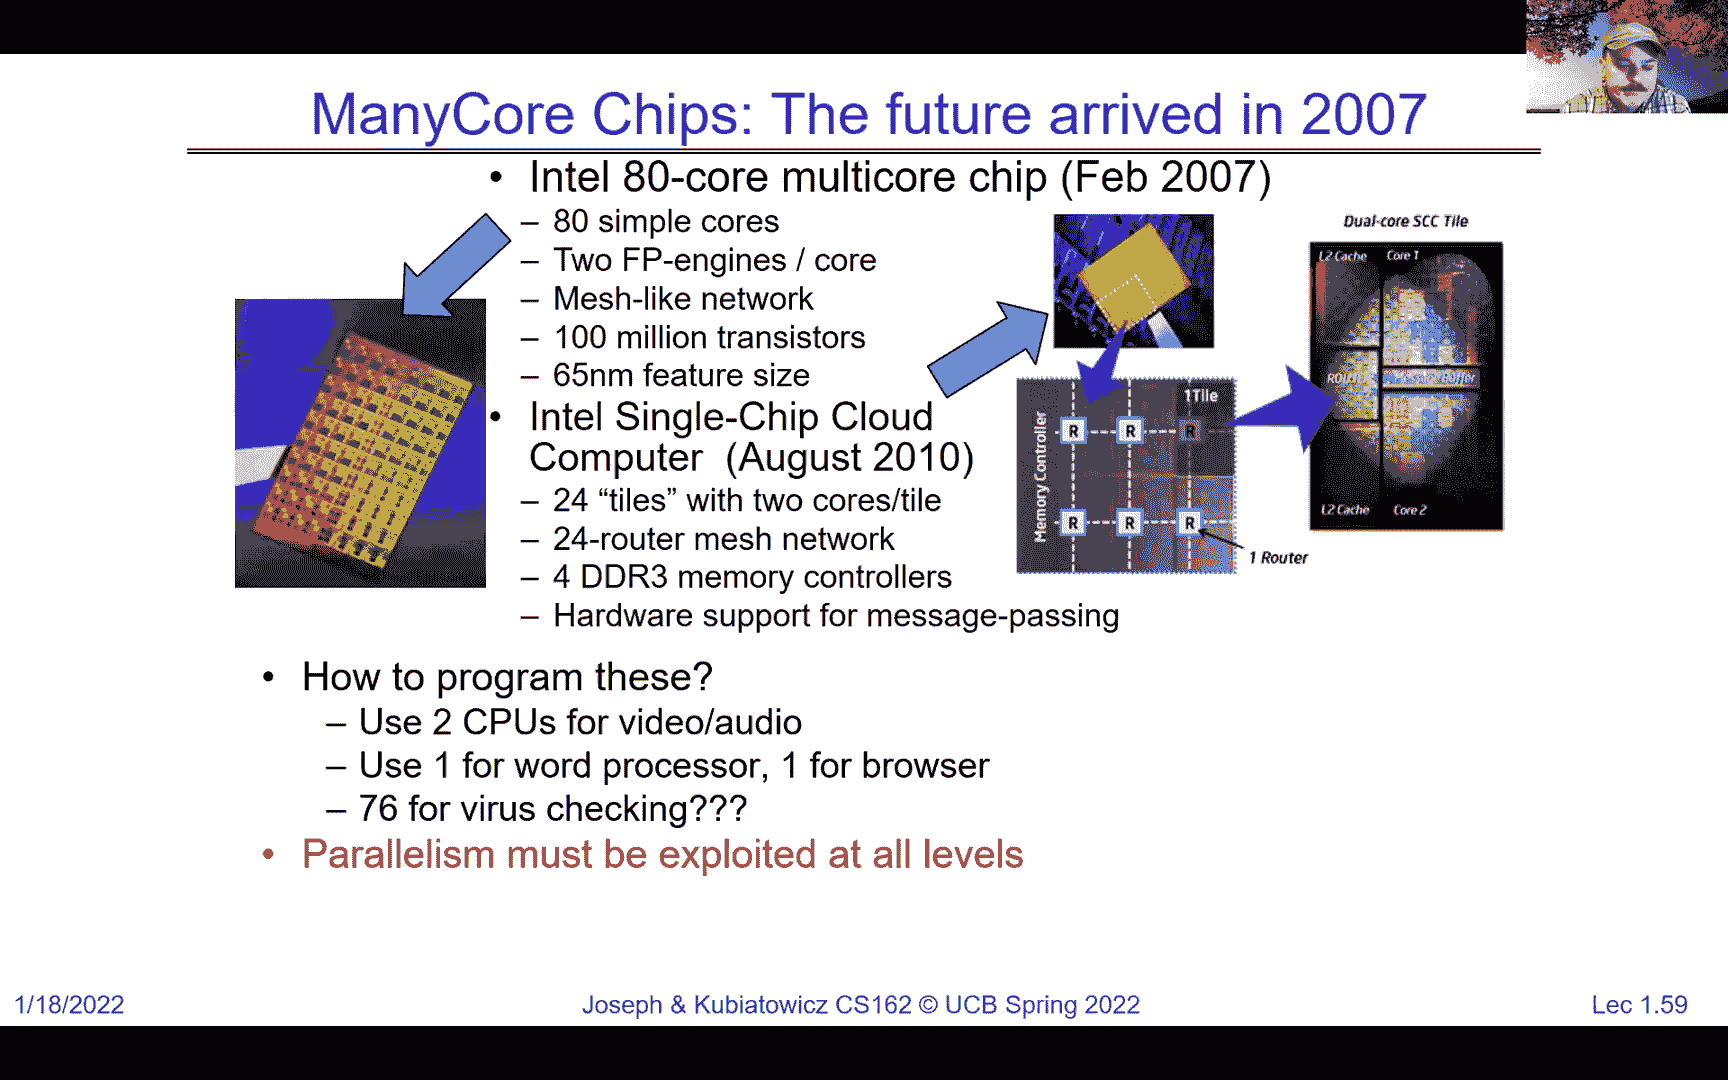 ManyCore Chips: The future arrived in 2007
• Intel 80-core multicore chip (Feb 2007)
– 80 simple cores
– Two FP-engines / core
– Mesh-like network
– 100 million transistors
– 65nm feature size
• Intel Single-Chip Cloud
Computer (August 2010)
– 24 “tiles” with two cores/tile
– 24-router mesh network
– 4 DDR3 memory controllers
– Hardware support for message-passing
Dual-core SCC Tile
L2 Cache Core 1
Router Buffer
L2 Cache Core 2
1 Tile
Memory Controller
R R R
R R R
1 Router
• How to program these?
– Use 2 CPUs for video/audio
– Use 1 for word processor, 1 for browser
– 76 for virus checking???
• Parallelism must be exploited at all levels
1/18/2022
Joseph & Kubiatowicz CS162 © UCB Spring 2022
Lec 1.59